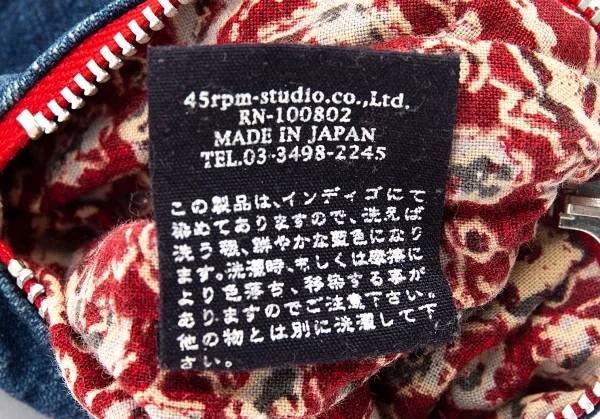 45rpm-studio.co.,Ltd.
RN-100802
MADE IN JAPAN
TEL.03-3498-2245
この製品は、インディゴにて
染めてありますので、洗えば
洗う程、鮮やかな藍色になり
ます。洗濯時、もしくは摩擦に
より色落ち、移染する事が
ありますのでご注意下さい。
他の物とは別に洗濯して下
さい。